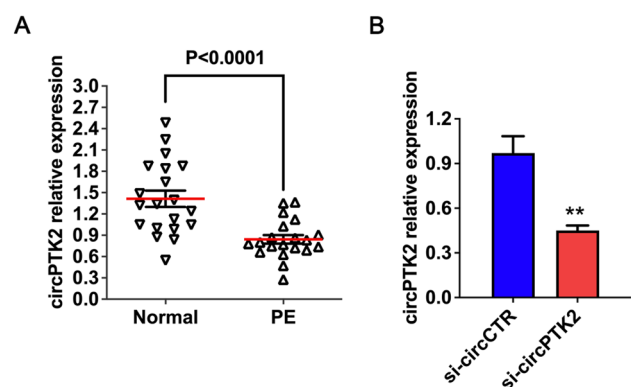 A
P<0.0001
circPTK2 relative expression
3.0
2.7
2.4
2.1
1.8
1.5
1.2
0.9
0.6
0.3
0.0
Normal
PE
B
circPTK2 relative expression
1.2
0.9
0.6
0.3
0.0
**
si-circCTR
si-circPTK2